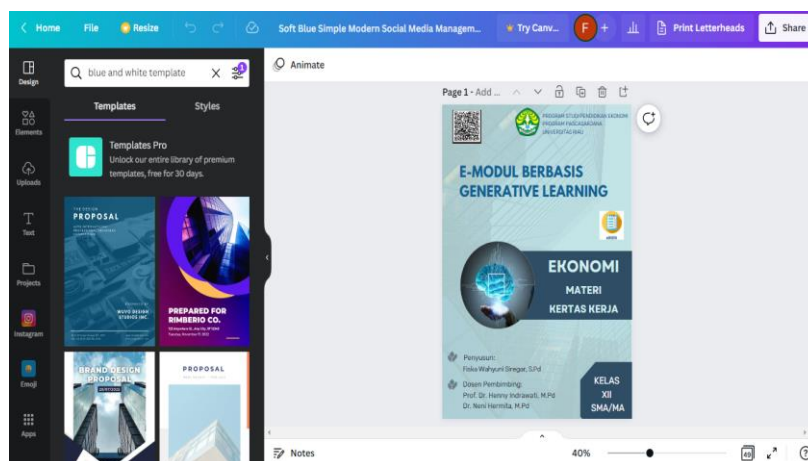 Home File Resize Soft Blue Simple Modern Social Media Managem... Try Canv... F + Print Letterheads Share
Design
Elements
Uploads
Text
Projects
Instagram
Emoji
Apps
blue and white template
1
Templates Styles
Templates Pro
Unlock our entire library of premium
templates, free for 30 days.
PROPOSAL
PREPARED FOR
RIMBERIO CO.
BRAND DESIGN
PROPOSAL
PROPOSAL
Animate
Page 1 - Add ...
PROGRAM STUDI PENDIDIKAN EKONOMI
PROGRAM PASCASARJANA
UNIVERSITAS RIAU
E-MODUL BERBASIS
GENERATIVE LEARNING
EKONOMI
MATERI
KERTAS KERJA
Penyusun:
Fiska Wahyuni Siregar, S.Pd
Dosen Pembimbing:
Prof. Dr. Henny Indrawati, M.Pd
Dr. Neni Hermita, M.Pd
KELAS
XII
SMA/MA
Notes
40%
49